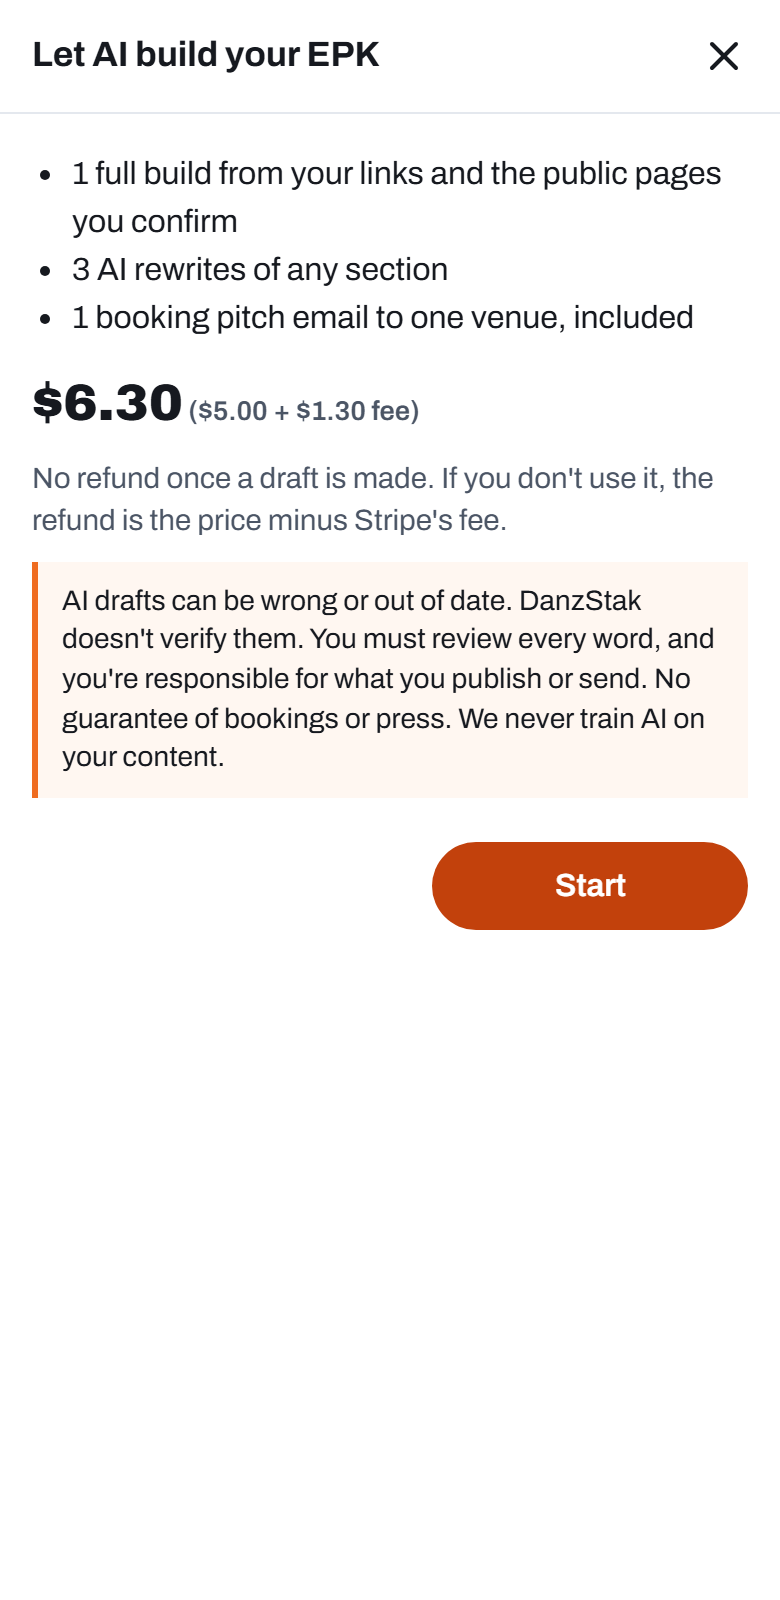 Let AI build your EPK
• 1 full build from your links and the public pages
you confirm
• 3 AI rewrites of any section
• 1 booking pitch email to one venue, included
$6.30 ($5.00 + $1.30 fee)
No refund once a draft is made. If you don't use it, the
refund is the price minus Stripe's fee.
AI drafts can be wrong or out of date. DanzStak
doesn't verify them. You must review every word, and
you're responsible for what you publish or send. No
guarantee of bookings or press. We never train AI on
your content.
Start